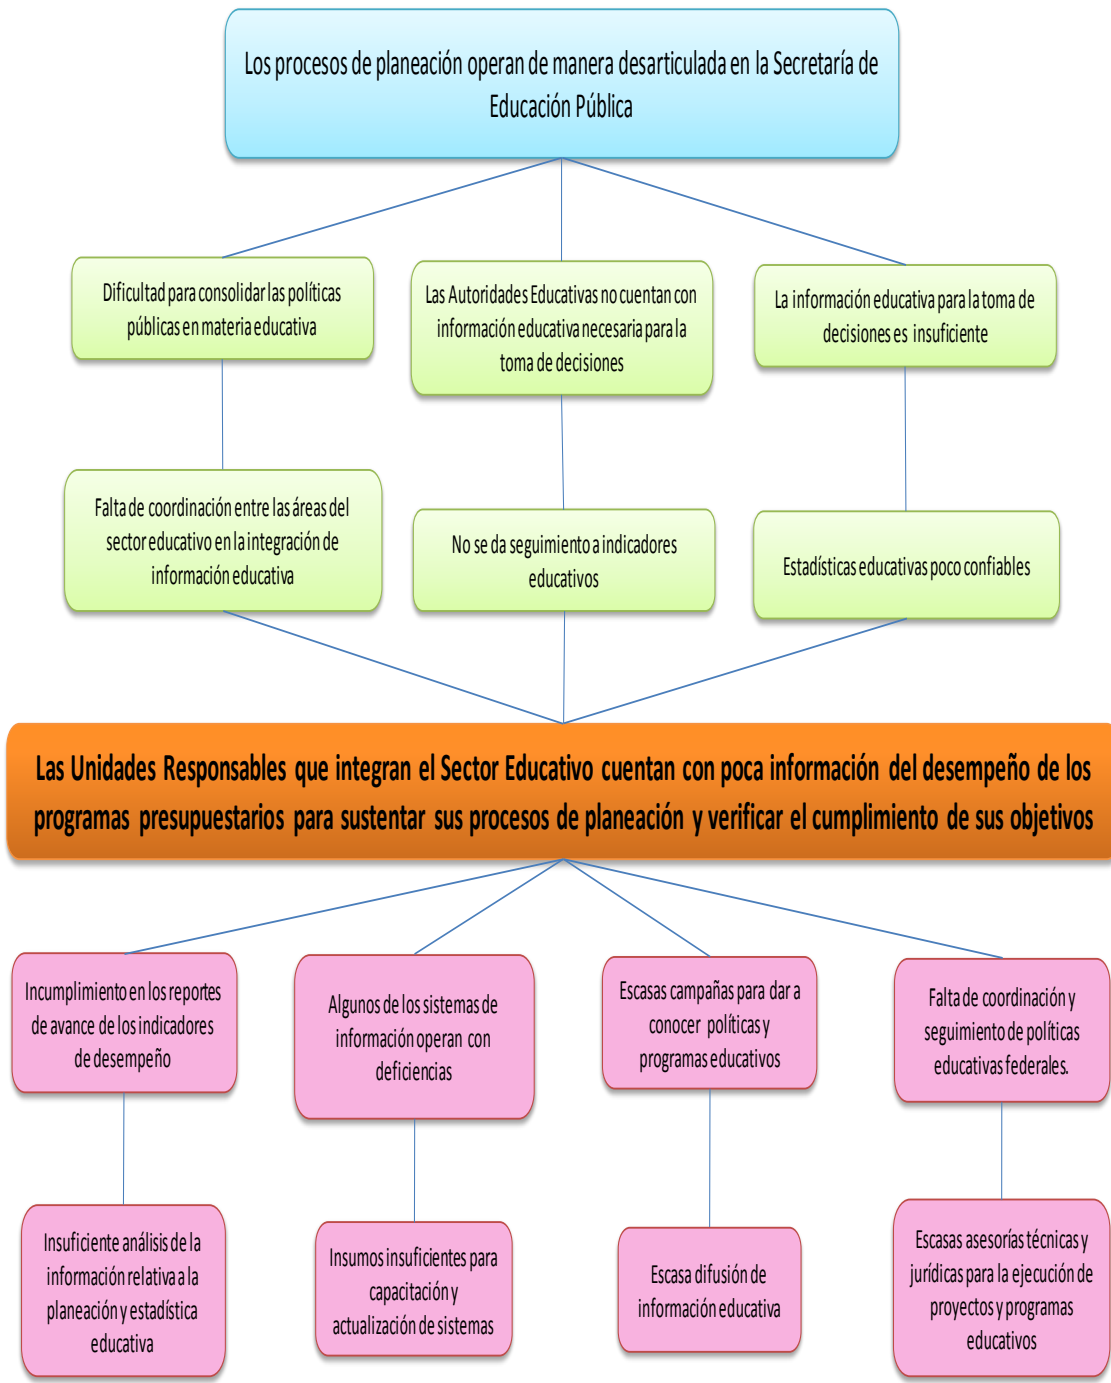 Los procesos de planeación operan de manera desarticulada en la Secretaría de
Educación Pública
Dificultad para consolidar las políticas
públicas en materia educativa
Las Autoridades Educativas no cuentan con
información educativa necesaria para la
toma de decisiones
La información educativa para la toma de
decisiones es insuficiente
Falta de coordinación entre las áreas del
sector educativo en la integración de
información educativa
No se da seguimiento a indicadores
educativos
Estadísticas educativas poco confiables
Las Unidades Responsables que integran el Sector Educativo cuentan con poca información del desempeño de los
programas presupuestarios para sustentar sus procesos de planeación y verificar el cumplimiento de sus objetivos
Incumplimiento en los reportes
de avance de los indicadores
de desempeño
Algunos de los sistemas de
información operan con
deficiencias
Escasas campañas para dar a
conocer políticas y
programas educativos
Falta de coordinación y
seguimiento de políticas
educativas federales.
Insuficiente análisis de la
información relativa a la
planeación y estadística
educativa
Insumos insuficientes para
capacitación y
actualización de sistemas
Escasa difusión de
información educativa
Escasas asesorías técnicas y
jurídicas para la ejecución de
proyectos y programas
educativos